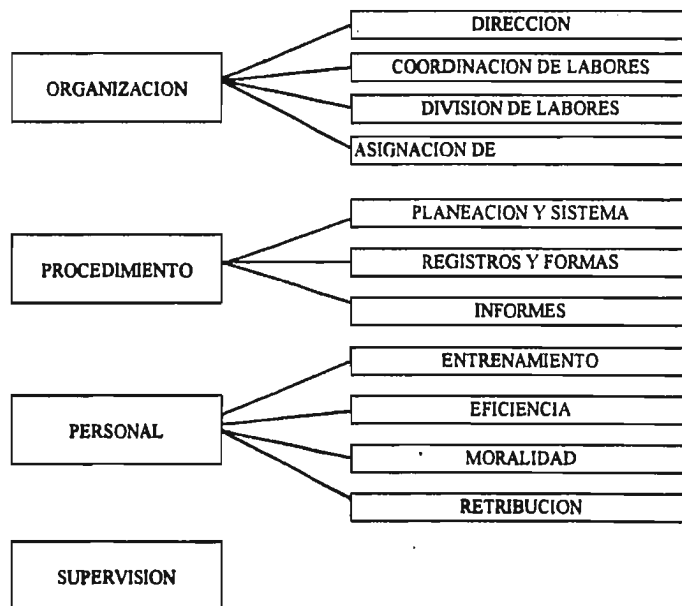 ORGANIZACION
DIRECCION
COORDINACION DE LABORES
DIVISION DE LABORES
ASIGNACION DE
PROCEDIMIENTO
PLANEACION Y SISTEMA
REGISTROS Y FORMAS
INFORMES
PERSONAL
ENTRENAMIENTO
EFICIENCIA
MORALIDAD
RETRIBUCION
SUPERVISION